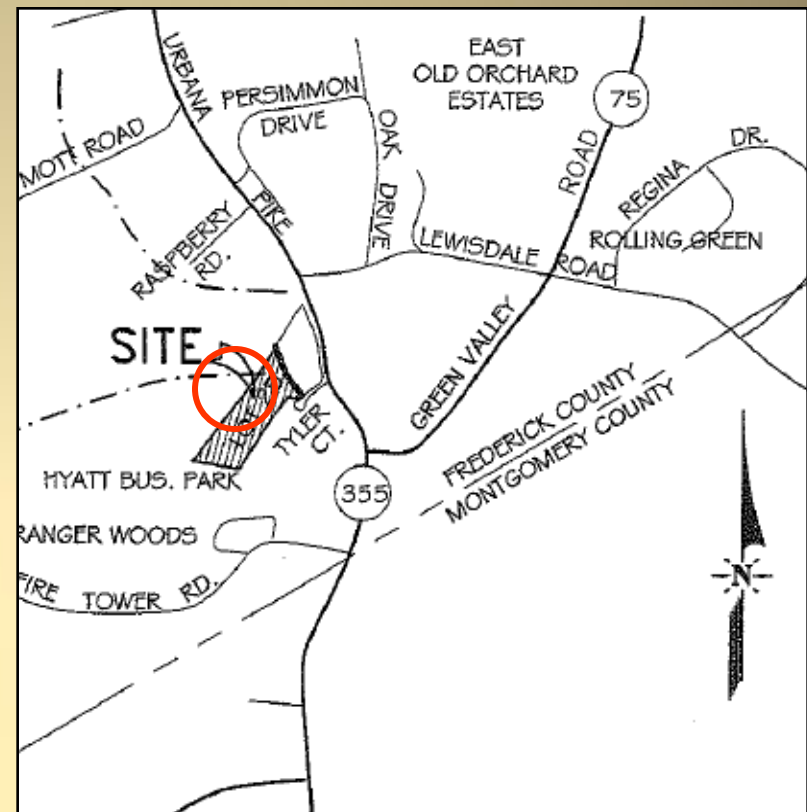 URBANA
PIKE
EAST
OLD ORCHARD
ESTATES
75
PERSIMMON
DRIVE
OAK
DRIVE
MOTT ROAD
ROAD
REGINA
DR.
RASPBERRY
RD.
LEWISDALE
ROAD
ROLLING GREEN
SITE
GREEN VALLEY
TYLER
CT.
FREDERICK COUNTY
MONTGOMERY COUNTY
HYATT BUS. PARK
355
RANGER WOODS
FIRE TOWER RD.
N